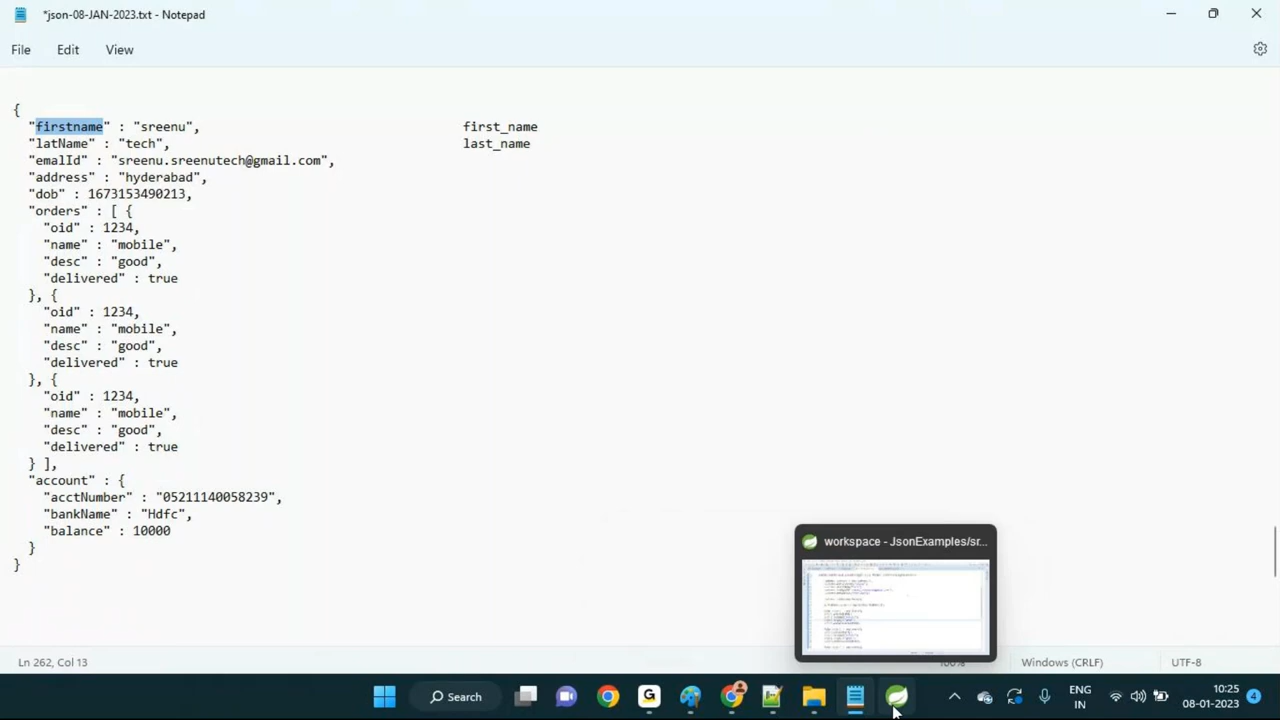 *json-08-JAN-2023.txt - Notepad
File Edit View
{
"firstname" : "sreenu", first_name
"latName" : "tech", last_name
"emalId" : "sreenu.sreenutech@gmail.com",
"address" : "hyderabad",
"dob" : 1673153490213,
"orders" : [ {
"oid" : 1234,
"name" : "mobile",
"desc" : "good",
"delivered" : true
}, {
"oid" : 1234,
"name" : "mobile",
"desc" : "good",
"delivered" : true
}, {
"oid" : 1234,
"name" : "mobile",
"desc" : "good",
"delivered" : true
} ],
"account" : {
"acctNumber" : "05211140058239",
"bankName" : "Hdfc",
"balance" : 10000
}
}
workspace - JsonExamples/sr...
Ln 262, Col 13 100% Windows (CRLF) UTF-8
Search
ENG
IN
10:25
08-01-2023
4